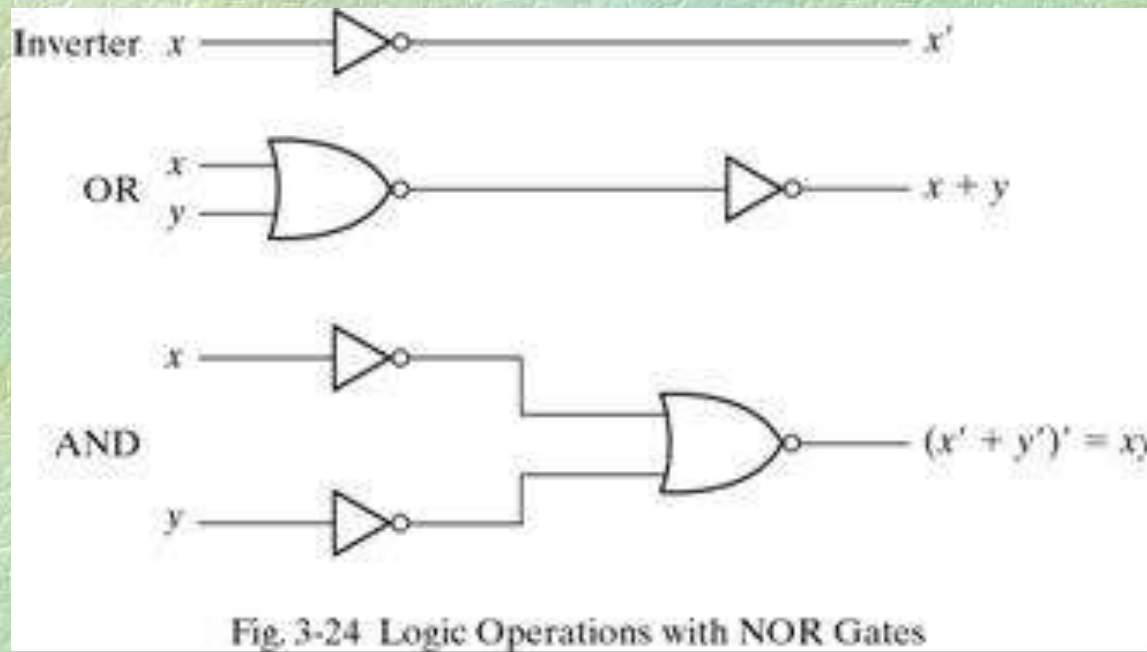 Inverter x x'
x
OR x + y
y
x
AND (x' + y')' = xy
y
Fig. 3-24 Logic Operations with NOR Gates